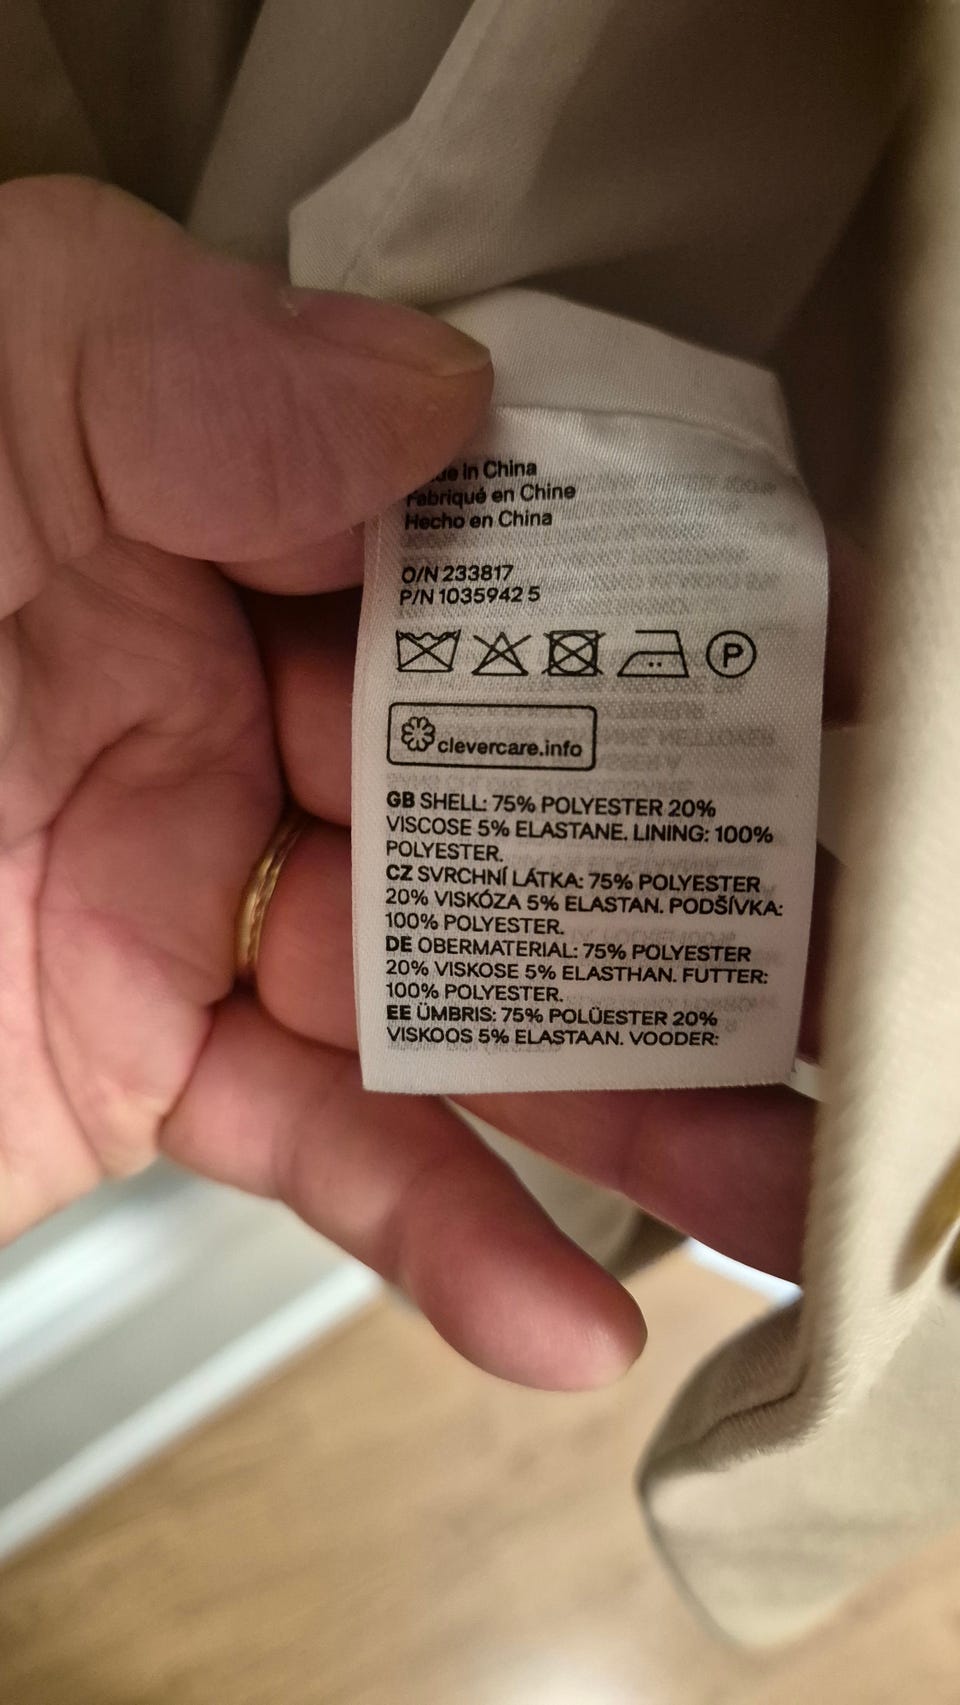 in China
Fabriqué en Chine
Hecho en China
O/N 233817
P/N 1035942 5
P
clevercare.info
GB SHELL: 75% POLYESTER 20%
VISCOSE 5% ELASTANE. LINING: 100%
POLYESTER.
CZ SVRCHNÍ LÁTKA: 75% POLYESTER
20% VISKÓZA 5% ELASTAN. PODŠÍVKA:
100% POLYESTER.
DE OBERMATERIAL: 75% POLYESTER
20% VISKOSE 5% ELASTHAN. FUTTER:
100% POLYESTER.
EE ÜMBRIS: 75% POLÜESTER 20%
VISKOOS 5% ELASTAAN. VOODER: